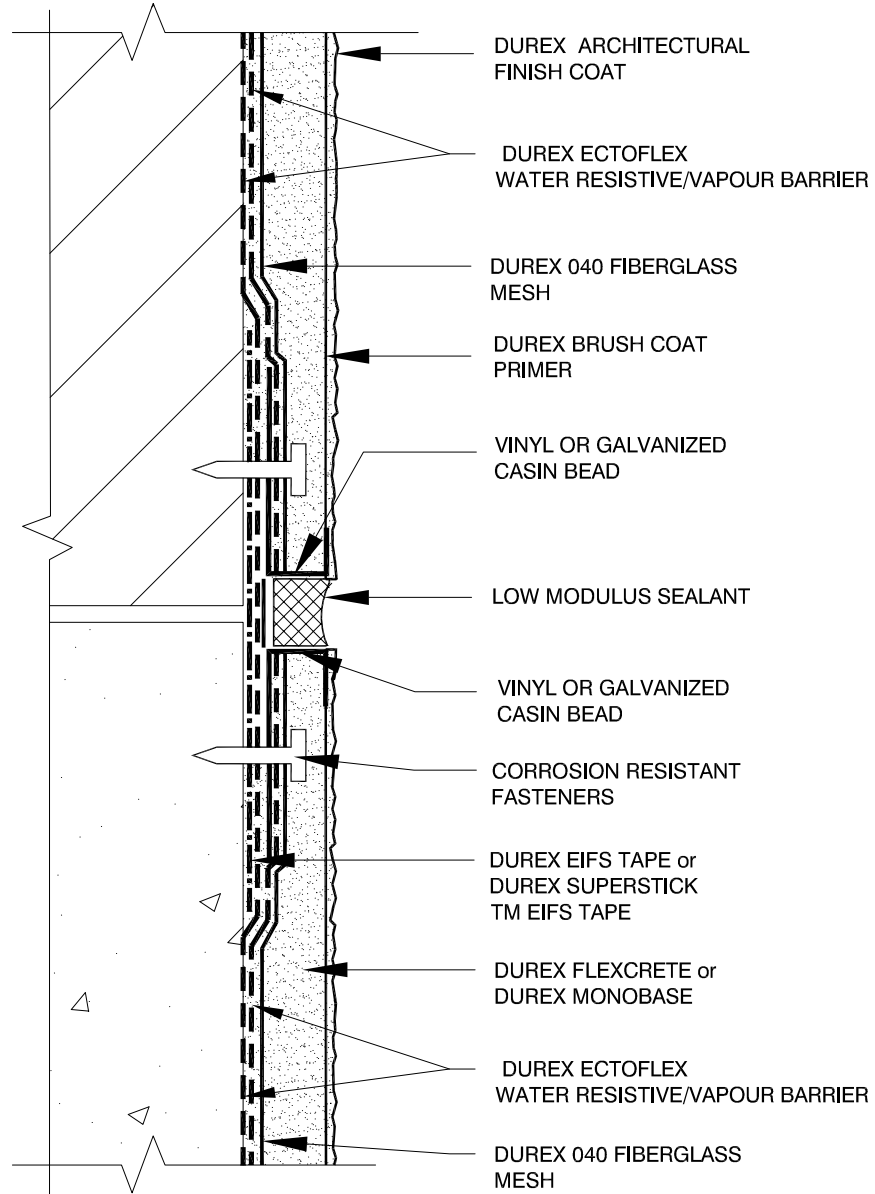 DUREX ARCHITECTURAL
FINISH COAT
DUREX ECTOFLEX
WATER RESISTIVE/VAPOUR BARRIER
DUREX 040 FIBERGLASS
MESH
DUREX BRUSH COAT
PRIMER
VINYL OR GALVANIZED
CASIN BEAD
LOW MODULUS SEALANT
VINYL OR GALVANIZED
CASIN BEAD
CORROSION RESISTANT
FASTENERS
DUREX EIFS TAPE or
DUREX SUPERSTICK
TM EIFS TAPE
DUREX FLEXCRETE or
DUREX MONOBASE
DUREX ECTOFLEX
WATER RESISTIVE/VAPOUR BARRIER
DUREX 040 FIBERGLASS
MESH